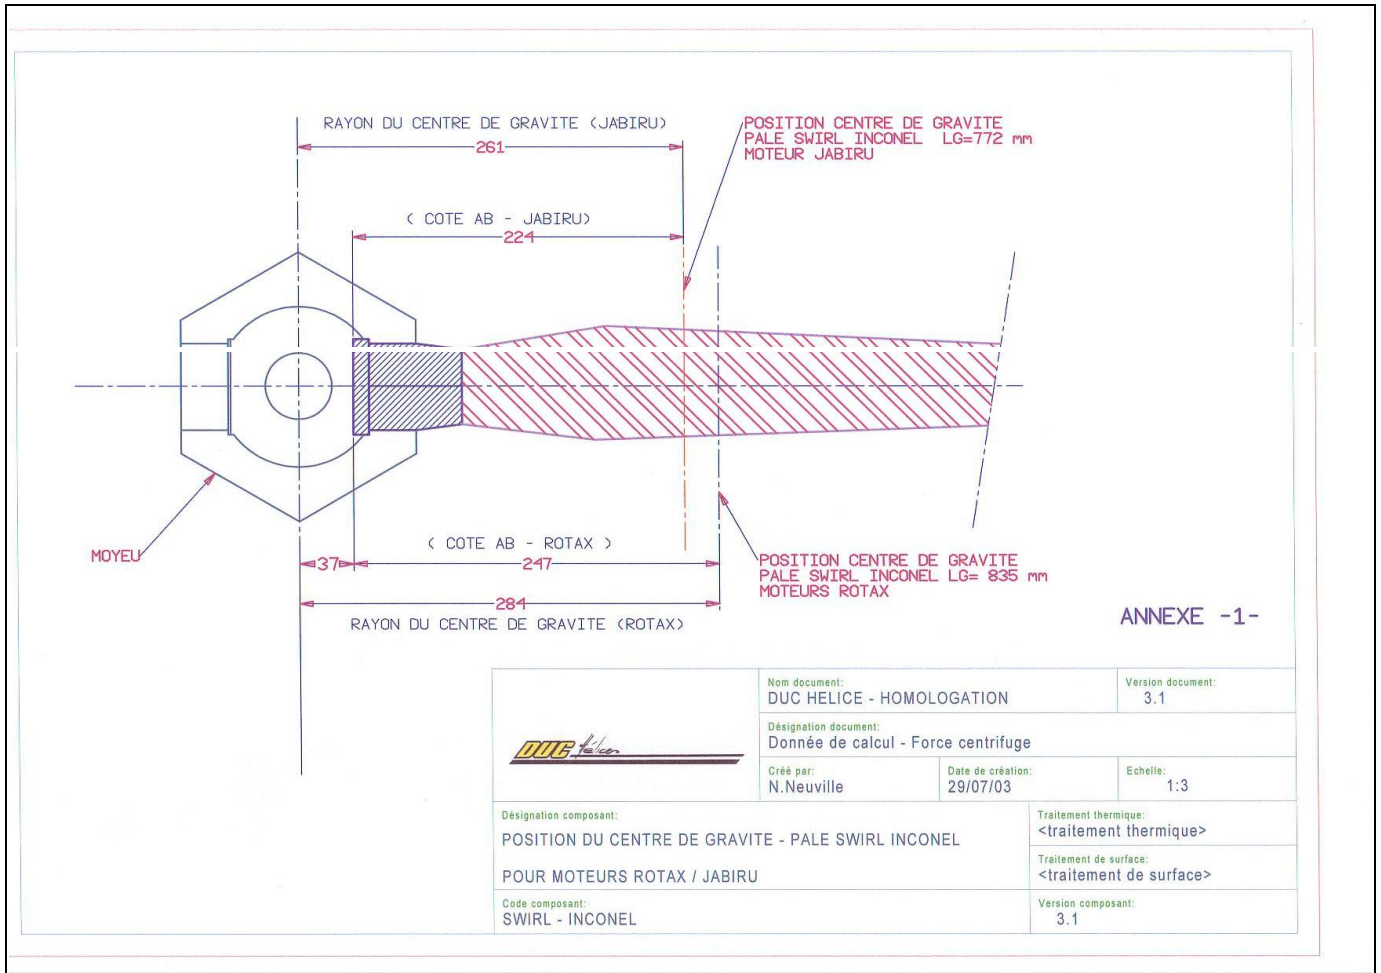 RAYON DU CENTRE DE GRAVITE (JABIRU)
261
POSITION CENTRE DE GRAVITE
PALE SWIRL INCONEL LG=772 mm
MOTEUR JABIRU
( COTE AB - JABIRU)
224
MOYEU
( COTE AB - ROTAX )
37
247
284
RAYON DU CENTRE DE GRAVITE (ROTAX)
POSITION CENTRE DE GRAVITE
PALE SWIRL INCONEL LG= 835 mm
MOTEURS ROTAX
ANNEXE -1-
DUC Hélices
Nom document:
DUC HELICE - HOMOLOGATION
Version document:
3.1
Désignation document:
Donnée de calcul - Force centrifuge
Créé par:
N.Neuville
Date de création:
29/07/03
Echelle:
1:3
Désignation composant:
POSITION DU CENTRE DE GRAVITE - PALE SWIRL INCONEL
POUR MOTEURS ROTAX / JABIRU
Traitement thermique:
<traitement thermique>
Traitement de surface:
<traitement de surface>
Code composant:
SWIRL - INCONEL
Version composant:
3.1